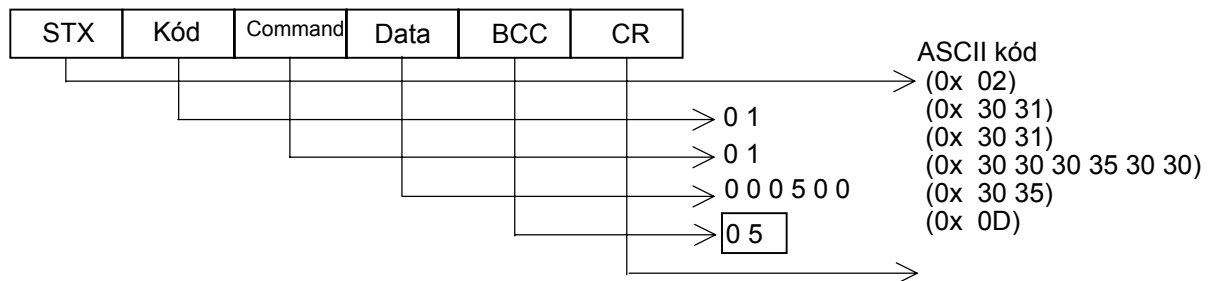 STX Kód Command Data BCC CR
ASCII kód
(0x 02)
0 1 (0x 30 31)
0 1 (0x 30 31)
0 0 0 5 0 0 (0x 30 30 30 35 30 30)
0 5 (0x 30 35)
(0x 0D)